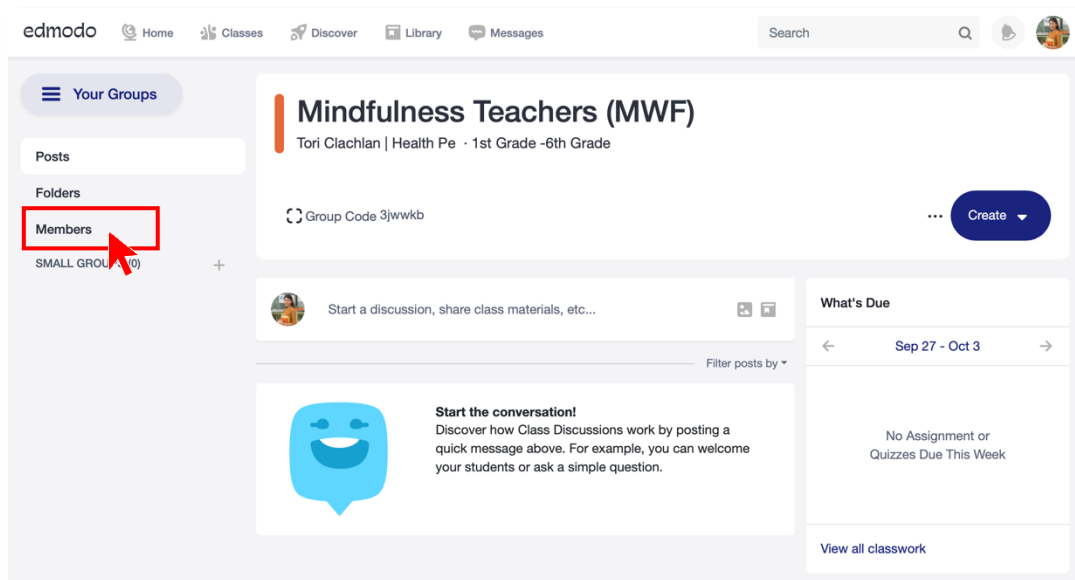 edmodo
Home
Classes
Discover
Library
Messages
Search
Your Groups
Posts
Folders
Members
SMALL GROU (0)
Mindfulness Teachers (MWF)
Tori Clachlan | Health Pe · 1st Grade -6th Grade
Group Code 3jwwkb
Create
Start a discussion, share class materials, etc...
Filter posts by
Start the conversation!
Discover how Class Discussions work by posting a
quick message above. For example, you can welcome
your students or ask a simple question.
What's Due
Sep 27 - Oct 3
No Assignment or
Quizzes Due This Week
View all classwork